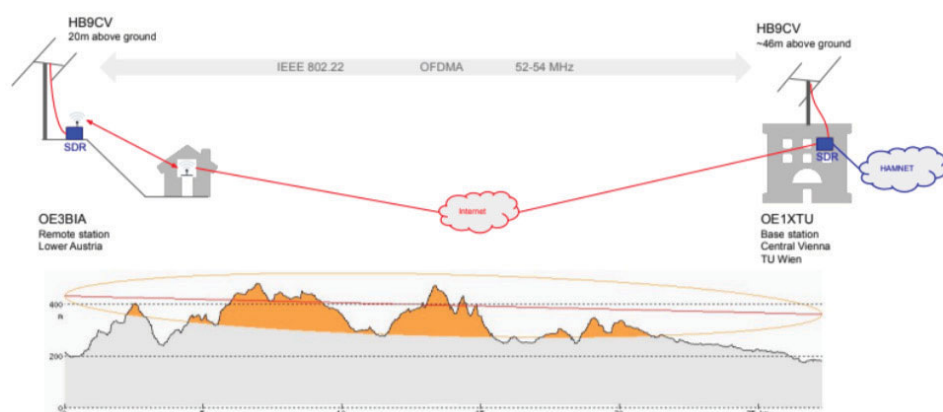 HB9CV
20m above ground
HB9CV
~46m above ground
IEEE 802.22 OFDMA 52-54 MHz
SDR
SDR
HAMNET
Internet
OE3BIA
Remote station
Lower Austria
OE1XTU
Base station
Central Vienna
TU Wien
400
200
0